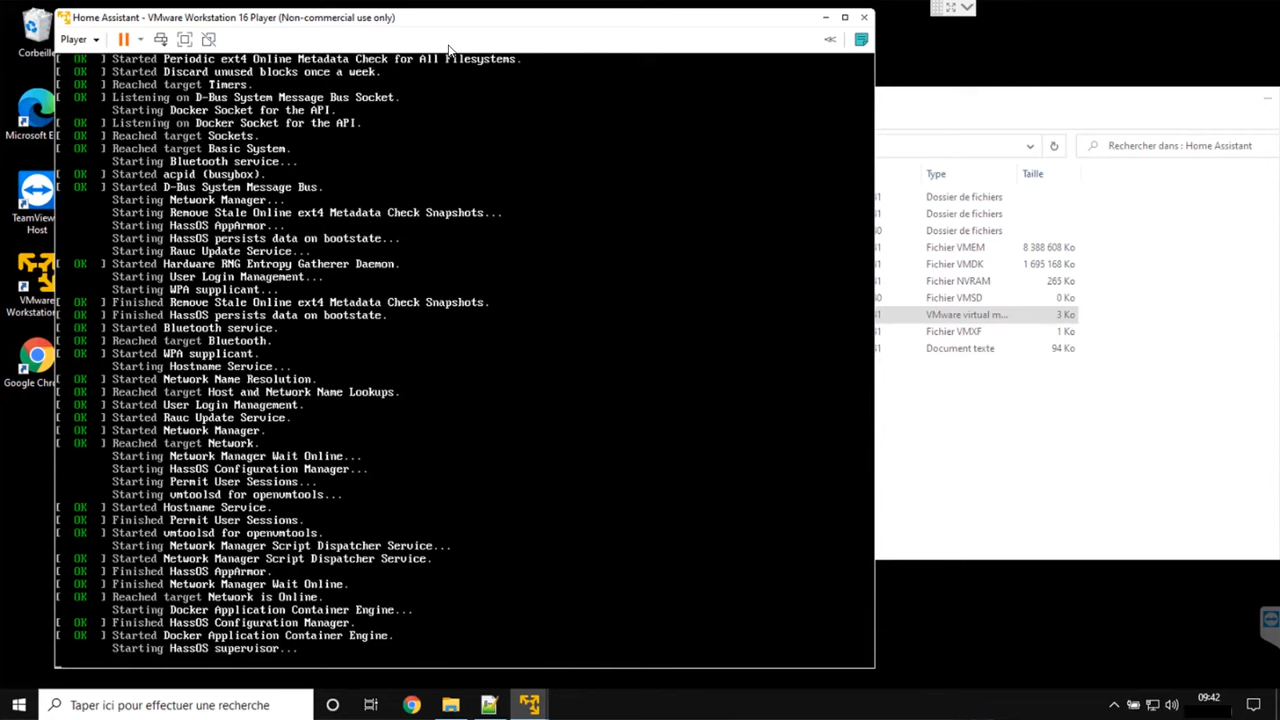 Home Assistant - VMware Workstation 16 Player (Non-commercial use only)
Player
[ OK ] Started Periodic ext4 Online Metadata Check for All Filesystems.
[ OK ] Started Discard unused blocks once a week.
[ OK ] Reached target Timers.
[ OK ] Listening on D-Bus System Message Bus Socket.
Starting Docker Socket for the API.
[ OK ] Listening on Docker Socket for the API.
[ OK ] Reached target Sockets.
[ OK ] Reached target Basic System.
Starting Bluetooth service...
[ OK ] Started acpid (busybox).
[ OK ] Started D-Bus System Message Bus.
Starting Network Manager...
Starting Remove Stale Online ext4 Metadata Check Snapshots...
Starting HassOS AppArmor...
Starting HassOS persists data on bootstate...
Starting Rauc Update Service...
[ OK ] Started Hardware RNG Entropy Gatherer Daemon.
Starting User Login Management...
Starting WPA supplicant...
[ OK ] Finished Remove Stale Online ext4 Metadata Check Snapshots.
[ OK ] Finished HassOS persists data on bootstate.
[ OK ] Started Bluetooth service.
[ OK ] Reached target Bluetooth.
[ OK ] Started WPA supplicant.
Starting Hostname Service...
[ OK ] Started Network Name Resolution.
[ OK ] Reached target Host and Network Name Lookups.
[ OK ] Started User Login Management.
[ OK ] Started Rauc Update Service.
[ OK ] Started Network Manager.
[ OK ] Reached target Network.
Starting Network Manager Wait Online...
Starting HassOS Configuration Manager...
Starting Permit User Sessions...
Starting vmtoolsd for openvmtools...
[ OK ] Started Hostname Service.
[ OK ] Finished Permit User Sessions.
[ OK ] Started vmtoolsd for openvmtools.
Starting Network Manager Script Dispatcher Service...
[ OK ] Started Network Manager Script Dispatcher Service.
[ OK ] Finished HassOS AppArmor.
[ OK ] Finished Network Manager Wait Online.
[ OK ] Reached target Network is Online.
Starting Docker Application Container Engine...
[ OK ] Finished HassOS Configuration Manager.
[ OK ] Started Docker Application Container Engine.
Starting HassOS supervisor...
Corbeille
Microsoft E
TeamView
Host
VMware
Workstation
Google Chro
Rechercher dans : Home Assistant
Type Taille
31 Dossier de fichiers
31 Dossier de fichiers
30 Dossier de fichiers
31 Fichier VMEM 8 388 608 Ko
31 Fichier VMDK 1 695 168 Ko
31 Fichier NVRAM 265 Ko
30 Fichier VMSD 0 Ko
31 VMware virtual m... 3 Ko
31 Fichier VMXF 1 Ko
31 Document texte 94 Ko
Taper ici pour effectuer une recherche
09:42